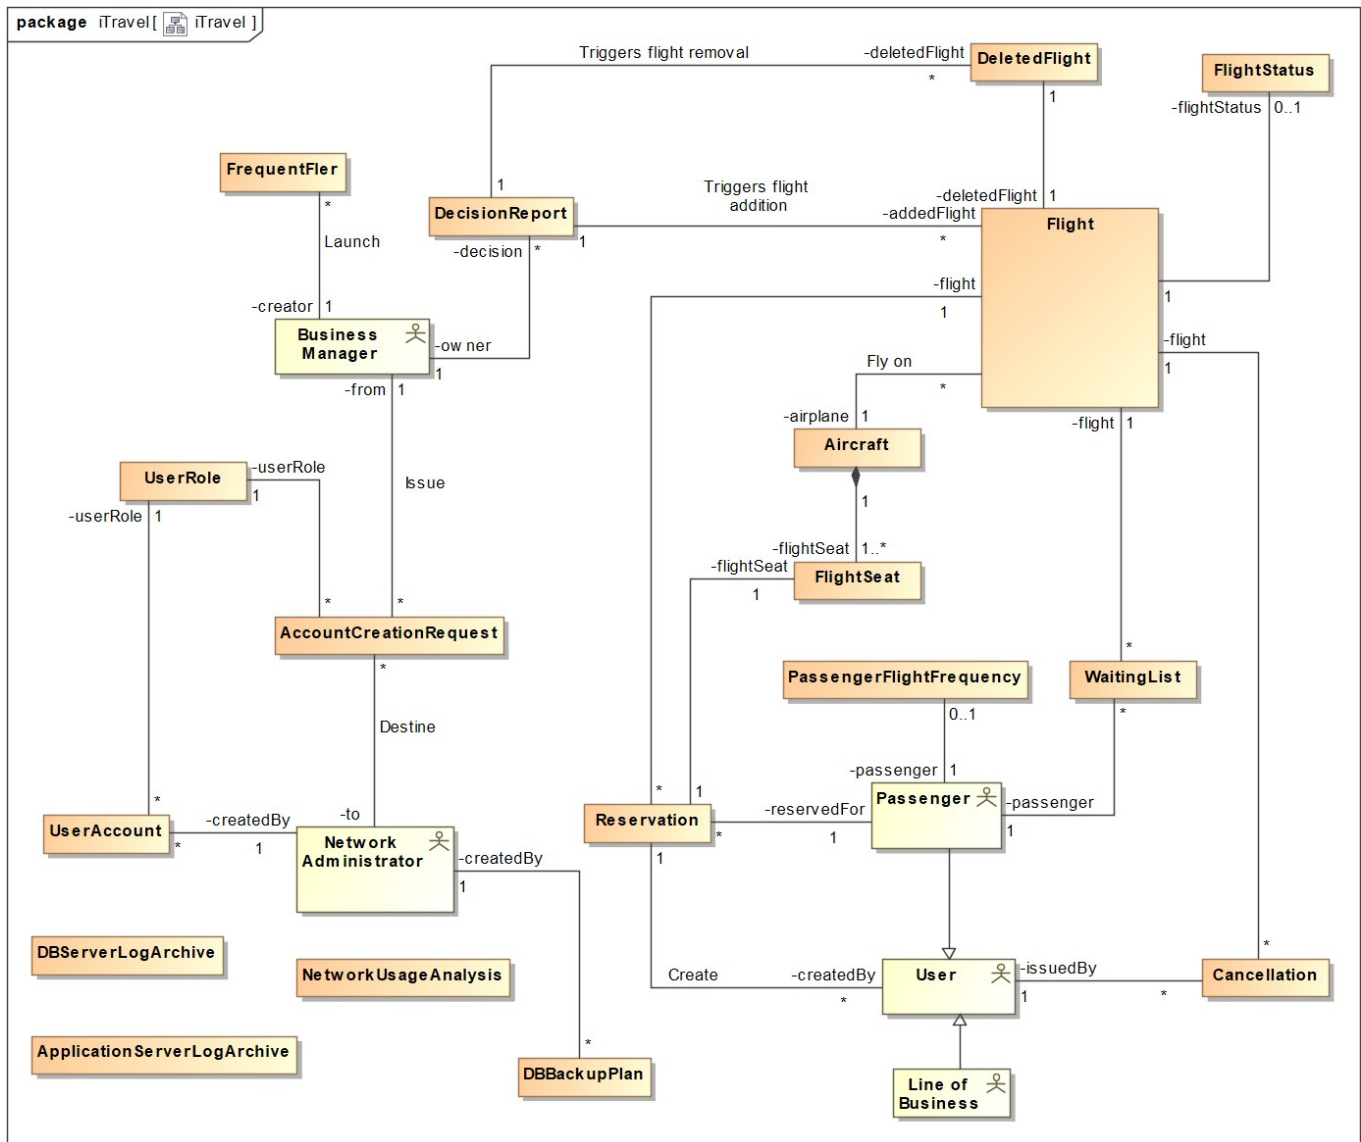 package iTravel [ iTravel ]
Triggers flight removal
-deletedFlight
*
DeletedFlight
1
FlightStatus
-flightStatus
0..1
FrequentFler
*
Launch
-creator
1
1
DecisionReport
-decision
*
1
Triggers flight
addition
-deletedFlight
1
-addedFlight
*
Flight
-flight
1
1
-flight
1
Business
Manager
-ow ner
1
-from
1
Fly on
*
-airplane
1
Aircraft
1
-flight
1
UserRole
-userRole
1
-userRole
1
Issue
-flightSeat
1..*
-flightSeat
1
FlightSeat
*
*
AccountCreationRequest
*
Destine
*
WaitingList
*
PassengerFlightFrequency
0..1
-passenger
1
Passenger
-passenger
1
*
UserAccount
*
-createdBy
1
-to
Network
Administrator
-createdBy
1
*
1
Reservation
*
1
-reservedFor
1
DBServerLogArchive
NetworkUsageAnalysis
Create
-createdBy
*
User
-issuedBy
1
*
*
Cancellation
ApplicationServerLogArchive
*
DBBackupPlan
Line of
Business